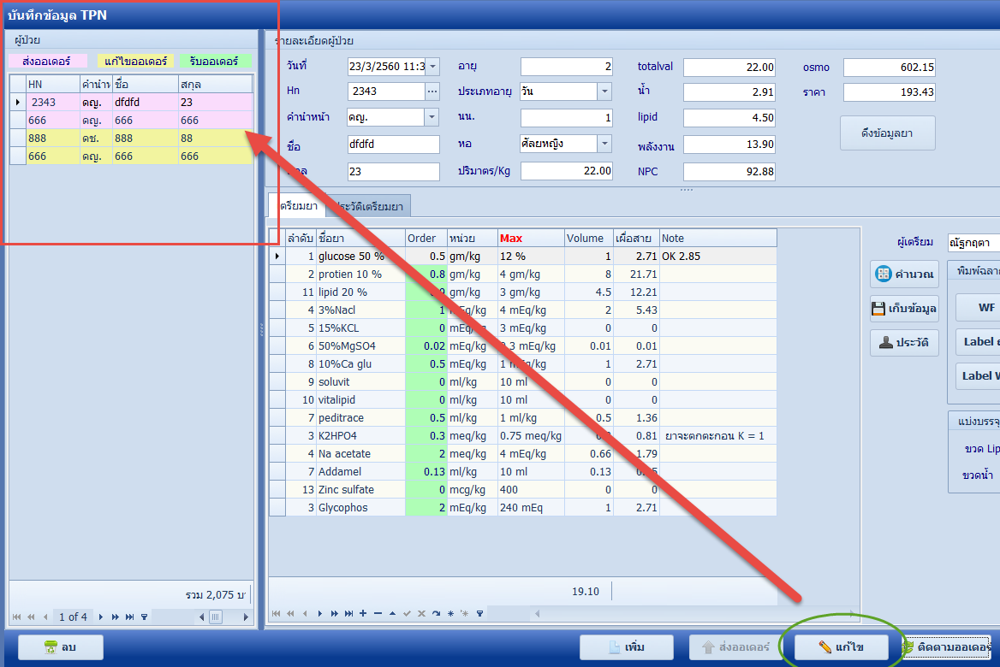 บันทึกข้อมูล TPN
ผู้ป่วย
ส่งออเดอร์ แก้ไขออเดอร์ รับออเดอร์
HN คำนำห ชื่อ สกุล
2343 ดญ. dfdfd 23
666 ดญ. 666 666
888 ดช. 888 88
666 ดญ. 666 666
รวม 2,075 บ
1 of 4
รายละเอียดผู้ป่วย
วันที่ 23/3/2560 11:3 อายุ 2 totalval 22.00 osmo 602.15
Hn 2343 ประเภทอายุ วัน น้ำ 2.91 ราคา 193.43
คำนำหน้า ดญ. นน. 1 lipid 4.50
ดึงข้อมูลยา
ชื่อ dfdfd หอ ศัลยหญิง พลังงาน 13.90
23 ปริมาตร/Kg 22.00 NPC 92.88
เตรียมยา ประวัติเตรียมยา
ลำดับ ชื่อยา Order หน่วย Max Volume เผื่อสาย Note
1 glucose 50 % 0.5 gm/kg 12 % 1 2.71 OK 2.85
2 protien 10 % 0.8 gm/kg 4 gm/kg 8 21.71
11 lipid 20 % gm/kg 3 gm/kg 4.5 12.21
4 3%Nacl 1 mEq/kg 4 mEq/kg 2 5.43
5 15%KCL 0 mEq/kg 3 mEq/kg 0 0
6 50%MgSO4 0.02 mEq/kg 0.3 mEq/kg 0.01 0.01
8 10%Ca glu 0.5 mEq/kg 1 mEq/kg 1 2.71
9 soluvit 0 ml/kg 10 ml 0 0
10 vitalipid 0 ml/kg 10 ml 0 0
7 peditrace 0.5 ml/kg 1 ml/kg 0.5 1.36
3 K2HPO4 0.3 meq/kg 0.75 meq/kg 0.81 ยาจะตกตะกอน K = 1
4 Na acetate 2 meq/kg 4 mEq/kg 0.66 1.79
7 Addamel 0.13 ml/kg 10 ml 0.13
13 Zinc sulfate 0 mcg/kg 400 0 0
3 Glycophos 2 mEq/kg 240 mEq 1 2.71
19.10
ผู้เตรียม ณัฐกฤตา
คำนวณ
เก็บข้อมูล
ประวัติ
พิมพ์ฉลาก
WF
Label
Label W
แบ่งบรรจุ
ขวด Lip
ขวดน้ำ
ลบ เพิ่ม ส่งออเดอร์ แก้ไข ติดตามออเดอร์